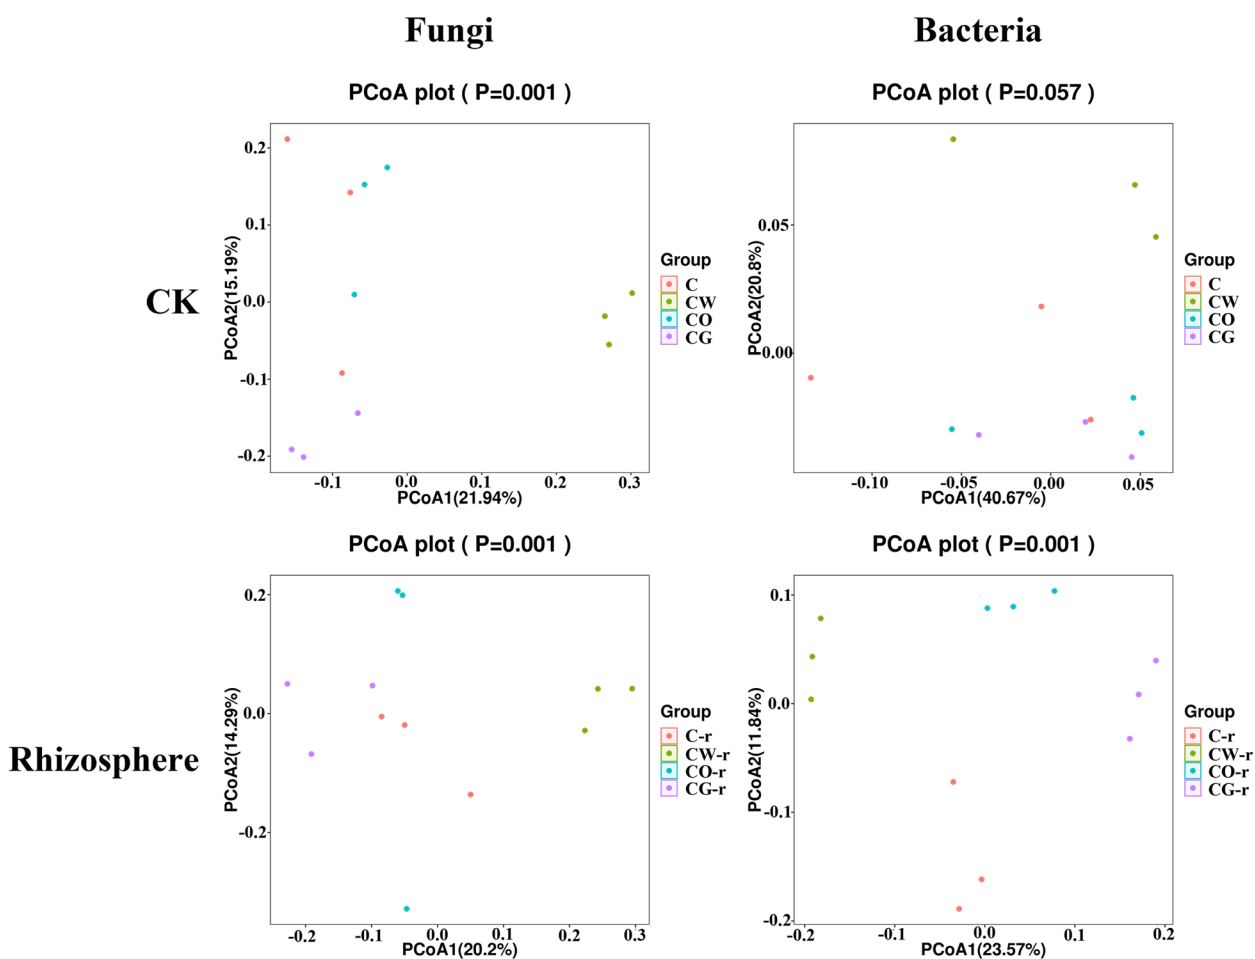 Fungi
Bacteria
CK
Rhizosphere
PCoA plot ( P=0.001 )
0.2
0.1
0.0
-0.1
-0.2
PCoA2(15.19%)
-0.1
0.0
0.1
0.2
0.3
PCoA1(21.94%)
Group
C
CW
CO
CG
PCoA plot ( P=0.057 )
0.05
0.00
PCoA2(20.8%)
-0.10
-0.05
0.00
0.05
PCoA1(40.67%)
Group
C
CW
CO
CG
PCoA plot ( P=0.001 )
0.2
0.0
-0.2
PCoA2(14.29%)
-0.2
-0.1
0.0
0.1
0.2
0.3
PCoA1(20.2%)
Group
C-r
CW-r
CO-r
CG-r
PCoA plot ( P=0.001 )
0.1
0.0
-0.1
-0.2
PCoA2(11.84%)
-0.2
-0.1
0.0
0.1
0.2
PCoA1(23.57%)
Group
C-r
CW-r
CO-r
CG-r